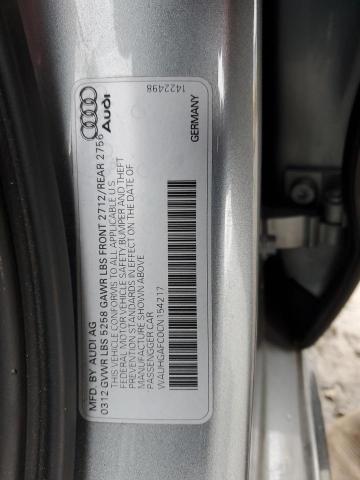 MFD. BY AUDI AG
0312 GVWR LBS 5258 GAWR LBS FRONT 2712/REAR 2756
THIS VEHICLE CONFORMS TO ALL APPLICABLE U.S.
FEDERAL MOTOR VEHICLE SAFETY BUMPER AND THEFT
PREVENTION STANDARDS IN EFFECT ON THE DATE OF
MANUFACTURE SHOWN ABOVE
PASSENGER CAR
WAUHGAFC0CN154217
Audi
GERMANY
1422498